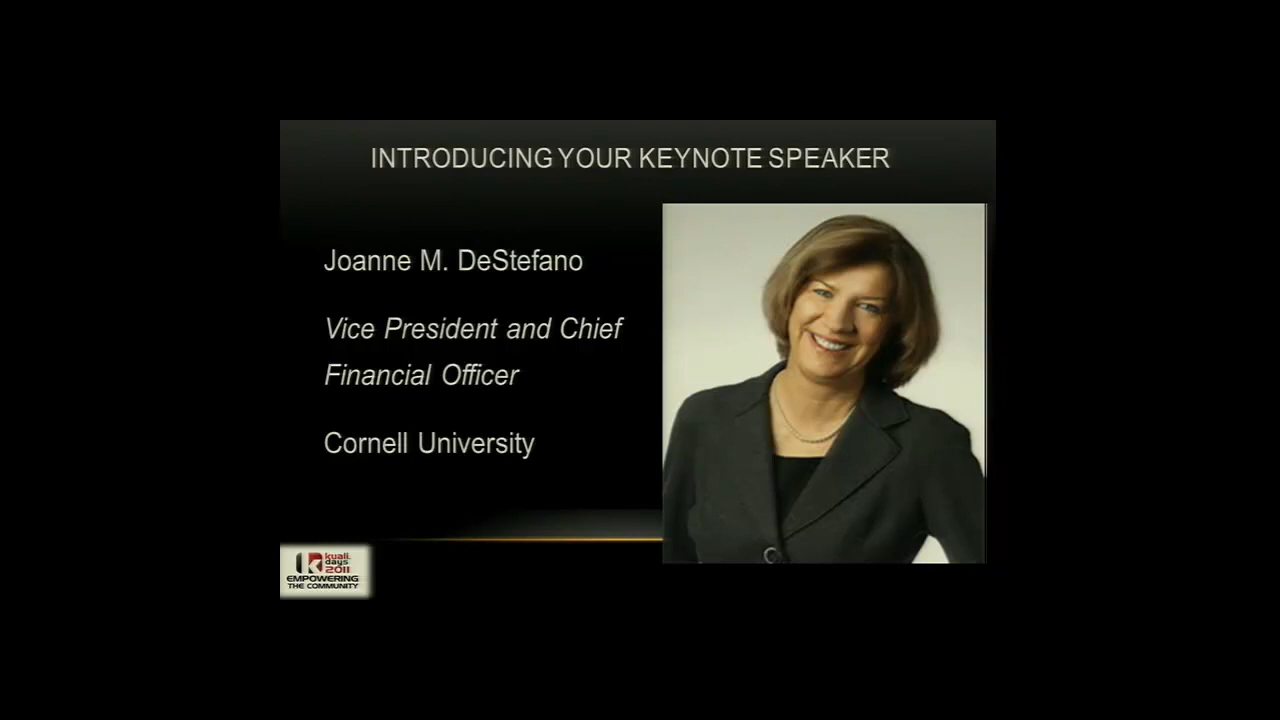 INTRODUCING YOUR KEYNOTE SPEAKER
Joanne M. DeStefano
Vice President and Chief
Financial Officer
Cornell University
kuali.
days
2011
EMPOWERING
THE COMMUNITY